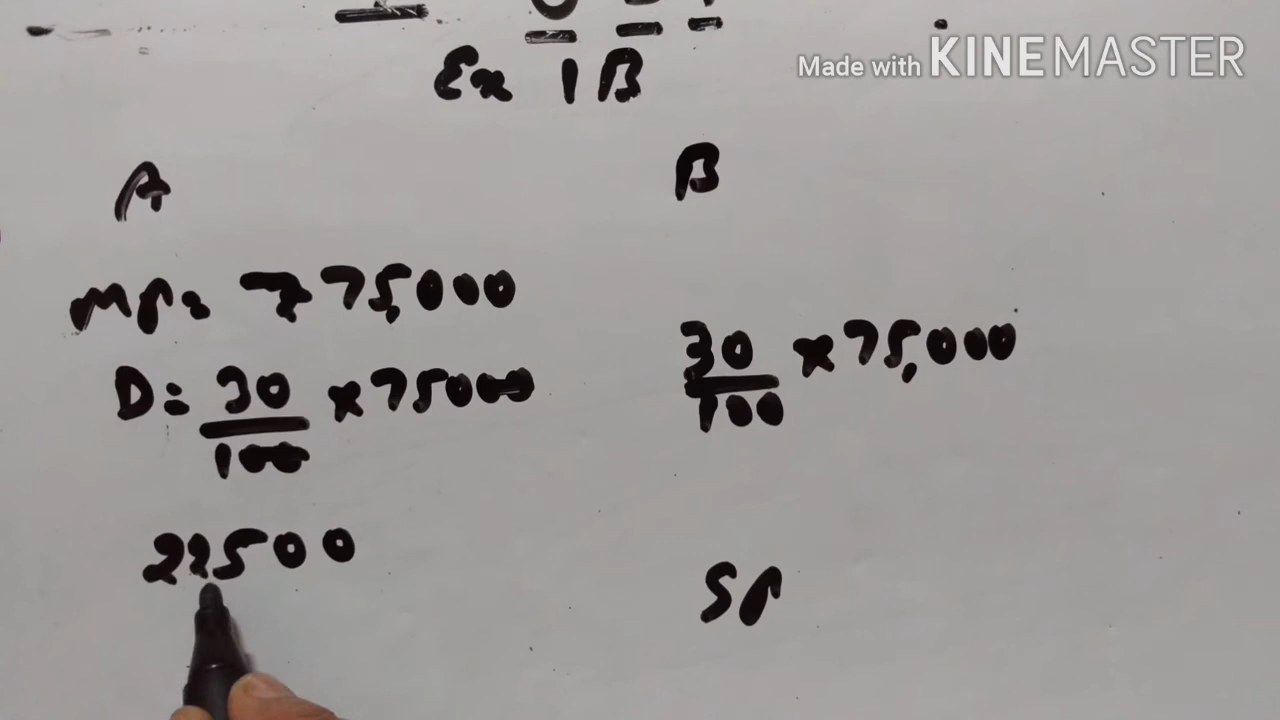 Made with KINEMASTER
Ex 1B
A
B
MP= ₹75,000
D= 30/100 × 75000
30/100 × 75,000
22500
SP